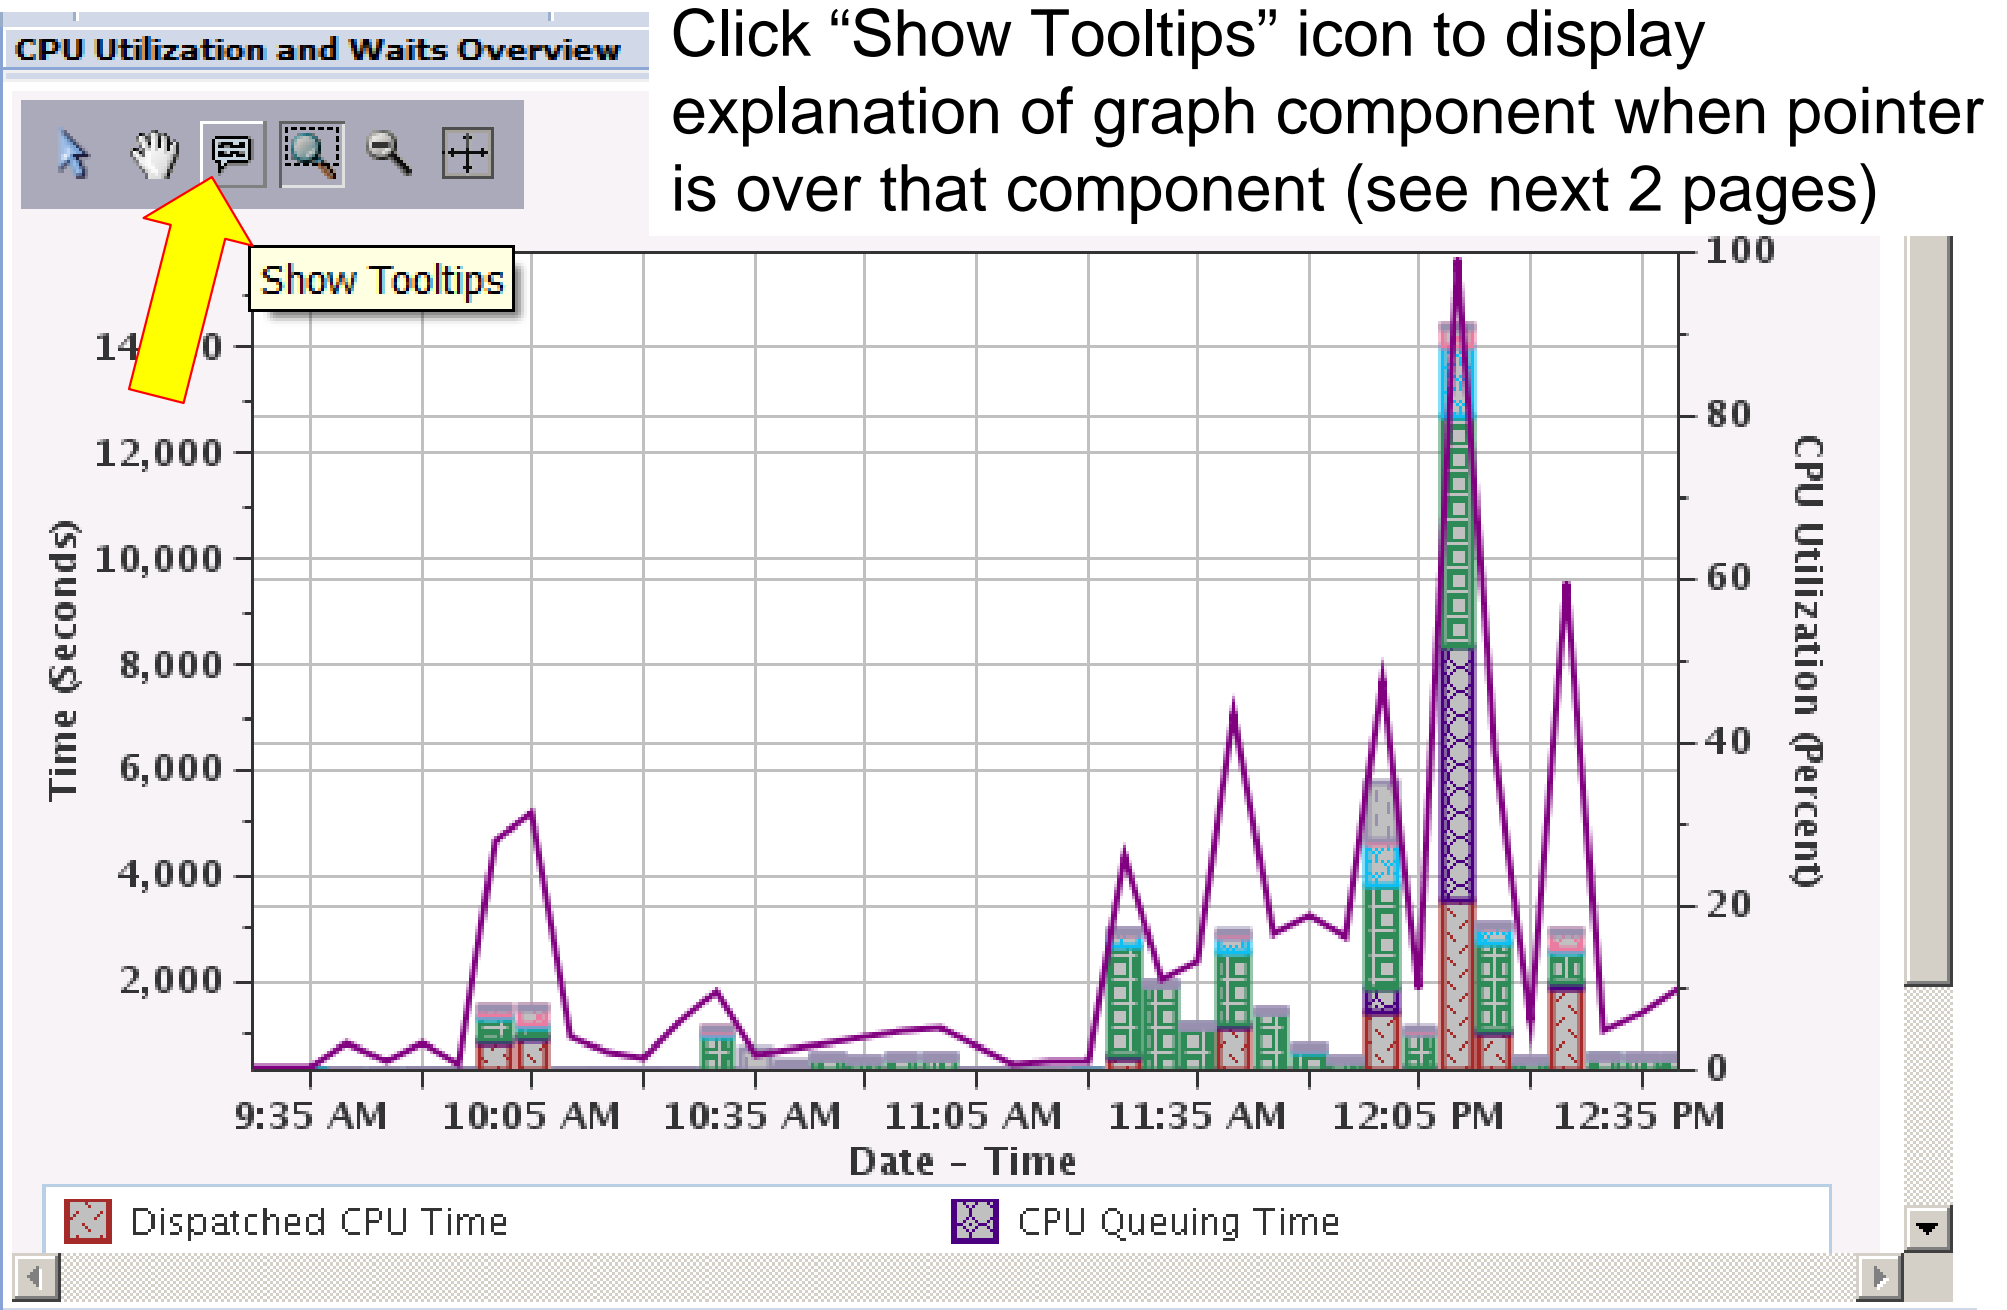 CPU Utilization and Waits Overview
Click “Show Tooltips” icon to display
explanation of graph component when pointer
is over that component (see next 2 pages)
Show Tooltips
12,000
10,000
8,000
6,000
4,000
2,000
Time (Seconds)
100
80
60
40
20
0
CPU Utilization (Percent)
9:35 AM 10:05 AM 10:35 AM 11:05 AM 11:35 AM 12:05 PM 12:35 PM
Date - Time
Dispatched CPU Time
CPU Queuing Time